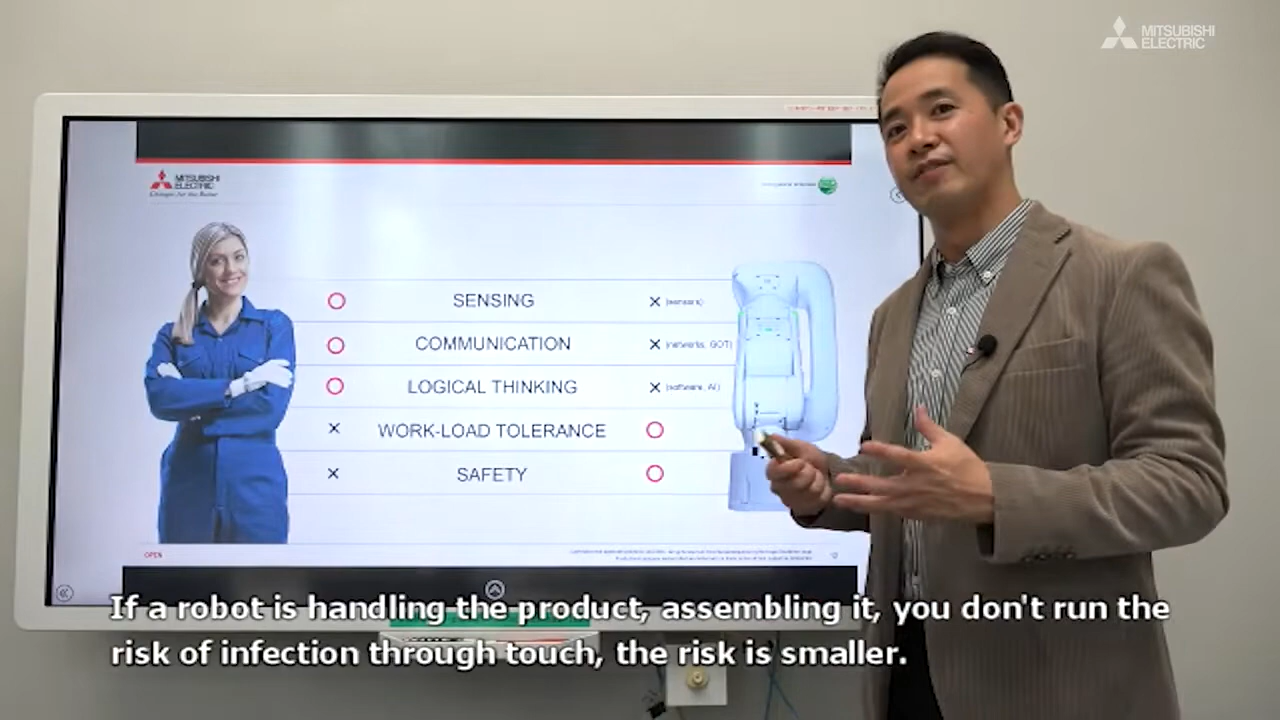 MITSUBISHI
ELECTRIC
MITSUBISHI
ELECTRIC
Changes for the Better
SENSING
(sensors)
COMMUNICATION
(networks, GOT)
LOGICAL THINKING
(software, AI)
WORK-LOAD TOLERANCE
SAFETY
OPEN
If a robot is handling the product, assembling it, you don't run the
risk of infection through touch, the risk is smaller.